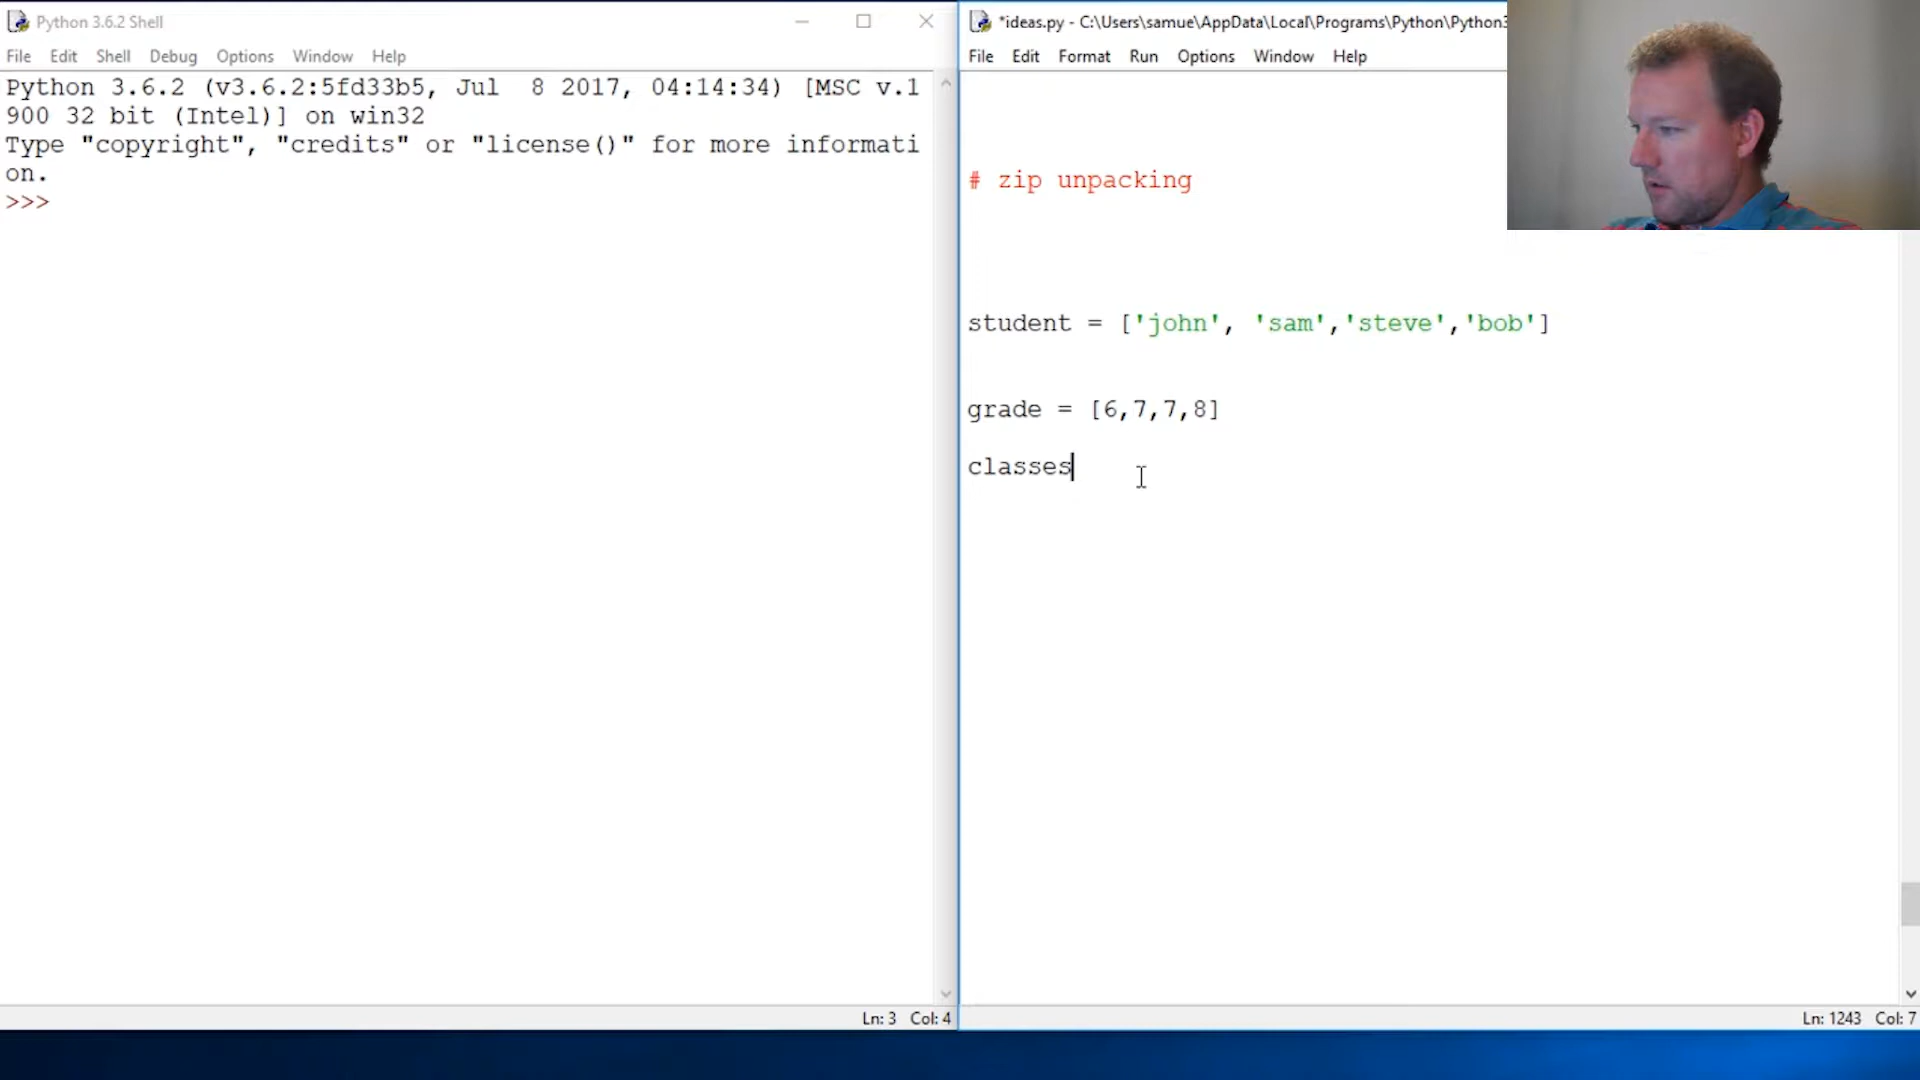 Python 3.6.2 Shell
File Edit Shell Debug Options Window Help
Python 3.6.2 (v3.6.2:5fd33b5, Jul  8 2017, 04:14:34) [MSC v.1
900 32 bit (Intel)] on win32
Type "copyright", "credits" or "license()" for more informati
on.
>>>
Ln: 3 Col: 4
*ideas.py - C:\Users\samue\AppData\Local\Programs\Python\Python3
File Edit Format Run Options Window Help
# zip unpacking
student = ['john', 'sam','steve','bob']
grade = [6,7,7,8]
classes
Ln: 1243 Col: 7